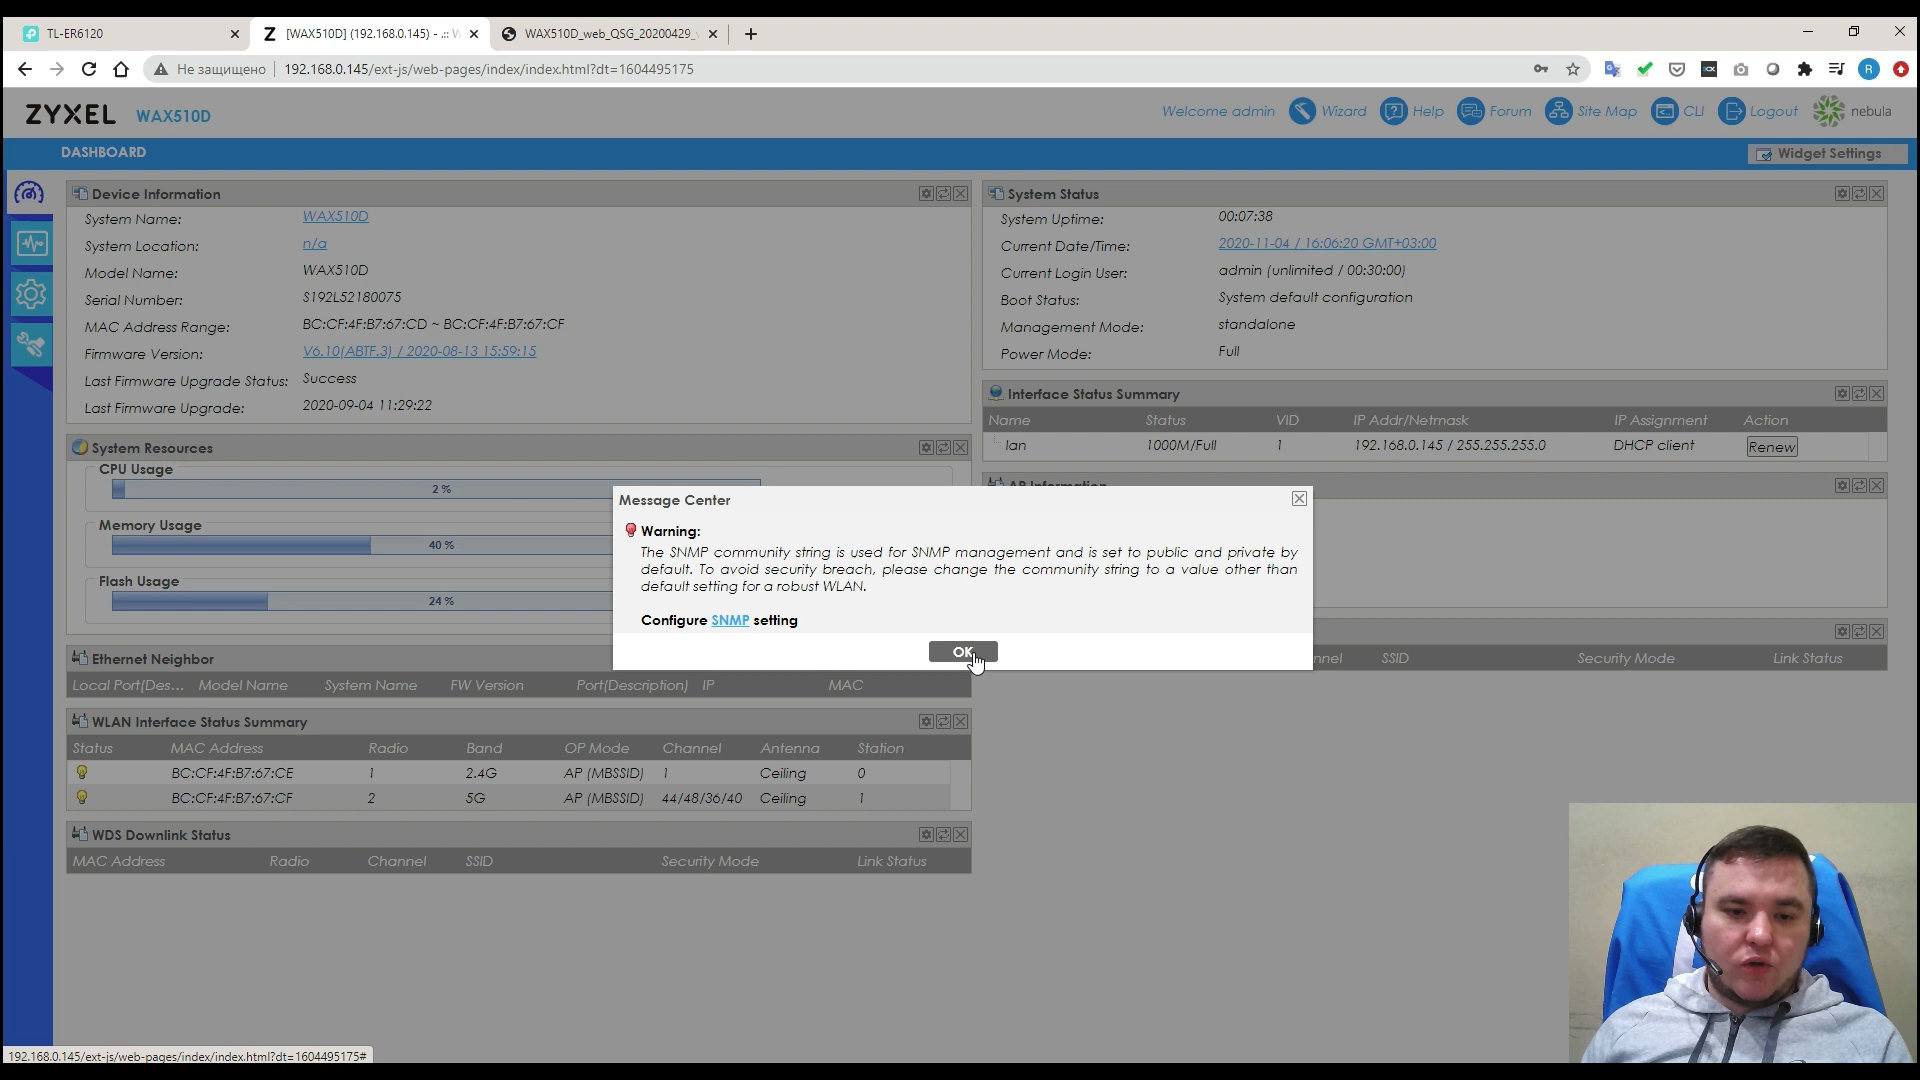 TL-ER6120
[WAX510D] (192.168.0.145) - .:: W
WAX510D_web_QSG_20200429_
Не защищено
192.168.0.145/ext-js/web-pages/index/index.html?dt=1604495175
R
ZYXEL WAX510D
Welcome admin Wizard Help Forum Site Map CLI Logout nebula
DASHBOARD
Widget Settings
Device Information
System Name: WAX510D
System Location: n/a
Model Name: WAX510D
Serial Number: S192L52180075
MAC Address Range: BC:CF:4F:B7:67:CD ~ BC:CF:4F:B7:67:CF
Firmware Version: V6.10(ABTF.3) / 2020-08-13 15:59:15
Last Firmware Upgrade Status: Success
Last Firmware Upgrade: 2020-09-04 11:29:22
System Status
System Uptime: 00:07:38
Current Date/Time: 2020-11-04 / 16:06:20 GMT+03:00
Current Login User: admin (unlimited / 00:30:00)
Boot Status: System default configuration
Management Mode: standalone
Power Mode: Full
Interface Status Summary
Name Status VID IP Addr/Netmask IP Assignment Action
lan 1000M/Full 1 192.168.0.145 / 255.255.255.0 DHCP client Renew
AP Information
System Resources
CPU Usage
2 %
Memory Usage
40 %
Flash Usage
24 %
Message Center
Warning:
The SNMP community string is used for SNMP management and is set to public and private by
default. To avoid security breach, please change the community string to a value other than
default setting for a robust WLAN.
Configure SNMP setting
OK
nnel SSID Security Mode Link Status
Ethernet Neighbor
Local Port(Des... Model Name System Name FW Version Port(Description) IP MAC
WLAN Interface Status Summary
Status MAC Address Radio Band OP Mode Channel Antenna Station
BC:CF:4F:B7:67:CE 1 2.4G AP (MBSSID) 1 Ceiling 0
BC:CF:4F:B7:67:CF 2 5G AP (MBSSID) 44/48/36/40 Ceiling 1
WDS Downlink Status
MAC Address Radio Channel SSID Security Mode Link Status
192.168.0.145/ext-js/web-pages/index/index.html?dt=1604495175#